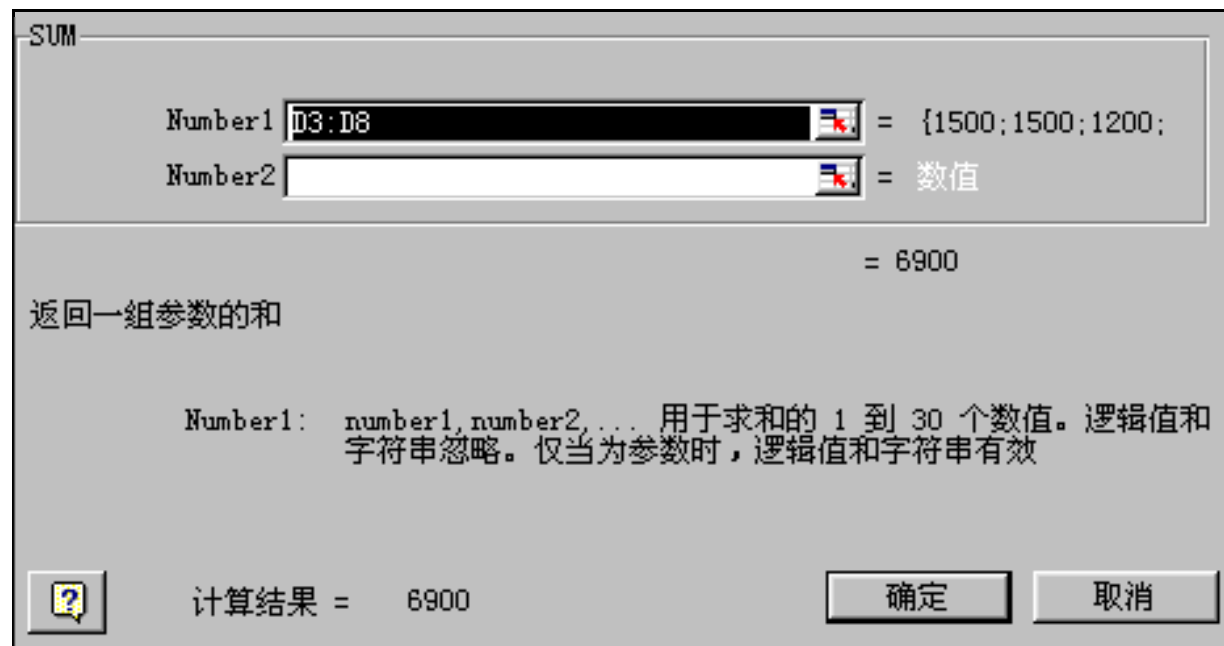 SUM
Number1 D3:D8 = {1500;1500;1200;
Number2 = 数值
= 6900
返回一组参数的和
Number1: number1,number2,... 用于求和的 1 到 30 个数值。逻辑值和
字符串忽略。仅当为参数时，逻辑值和字符串有效
? 计算结果 = 6900 确定 取消